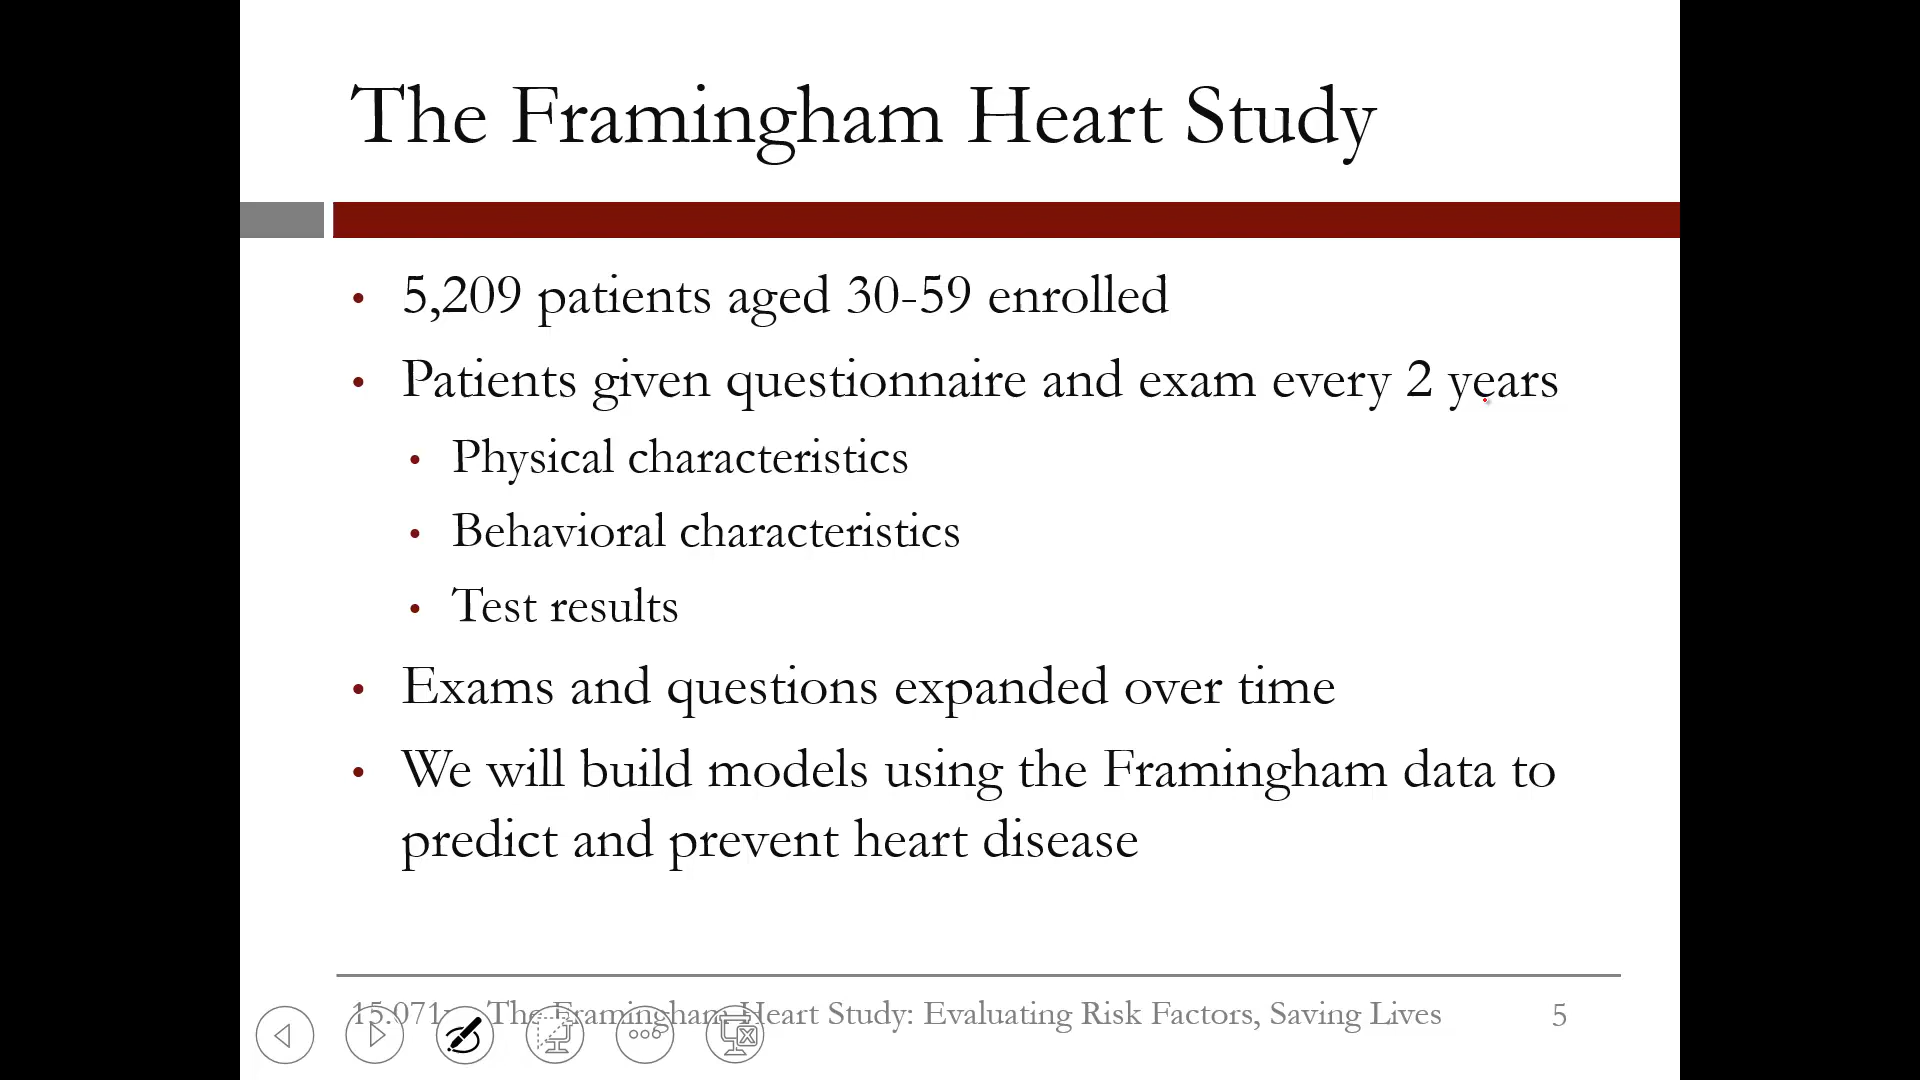 The Framingham Heart Study
• 5,209 patients aged 30-59 enrolled
• Patients given questionnaire and exam every 2 years
• Physical characteristics
• Behavioral characteristics
• Test results
• Exams and questions expanded over time
• We will build models using the Framingham data to
predict and prevent heart disease
15.071x The Framingham Heart Study: Evaluating Risk Factors, Saving Lives 5